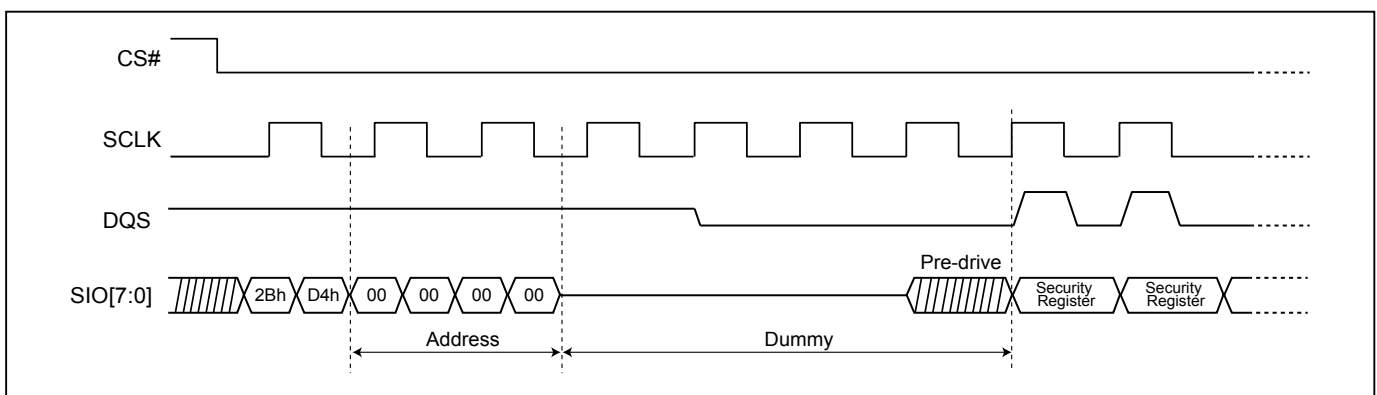 CS#
SCLK
DQS
Pre-drive
SIO[7:0]
2Bh
D4h
00
00
00
00
Security
Register
Security
Register
Address
Dummy